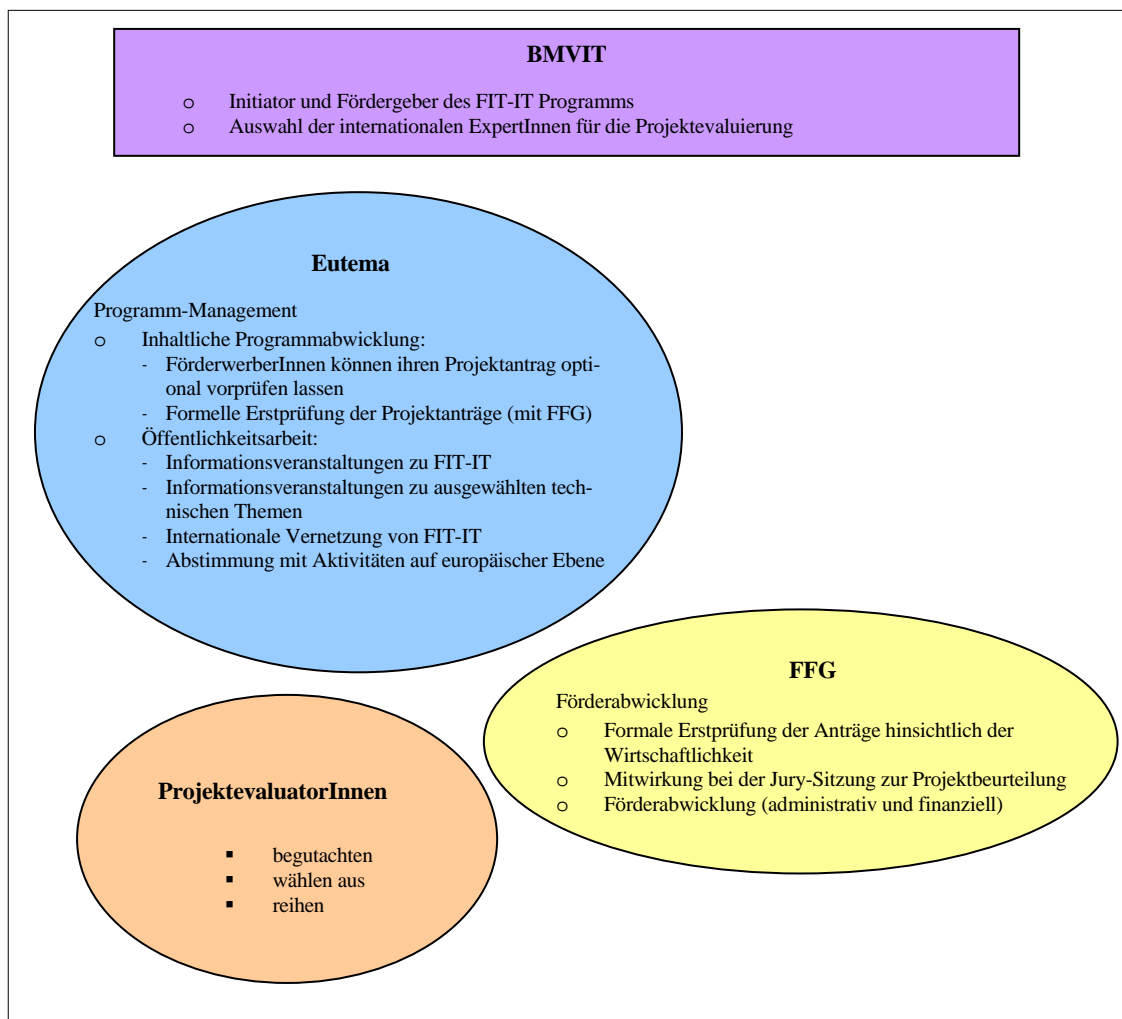 BMVIT
o Initiator und Fördergeber des FIT-IT Programms
o Auswahl der internationalen ExpertInnen für die Projektevaluierung
Eutema
Programm-Management
o Inhaltliche Programmabwicklung:
- FörderwerberInnen können ihren Projektantrag opti-
onal vorprüfen lassen
- Formelle Erstprüfung der Projektanträge (mit FFG)
o Öffentlichkeitsarbeit:
- Informationsveranstaltungen zu FIT-IT
- Informationsveranstaltungen zu ausgewählten tech-
nischen Themen
- Internationale Vernetzung von FIT-IT
- Abstimmung mit Aktivitäten auf europäischer Ebene
FFG
Förderabwicklung
o Formale Erstprüfung der Anträge hinsichtlich der
Wirtschaftlichkeit
o Mitwirkung bei der Jury-Sitzung zur Projektbeurteilung
o Förderabwicklung (administrativ und finanziell)
ProjektevaluatorInnen
▪ begutachten
▪ wählen aus
▪ reihen